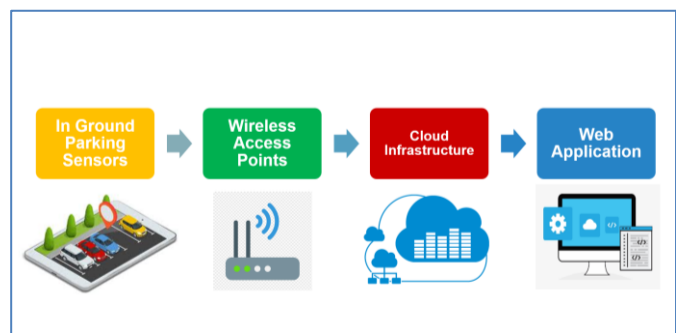 In Ground
Parking
Sensors
Wireless
Access
Points
Cloud
Infrastructure
Web
Application